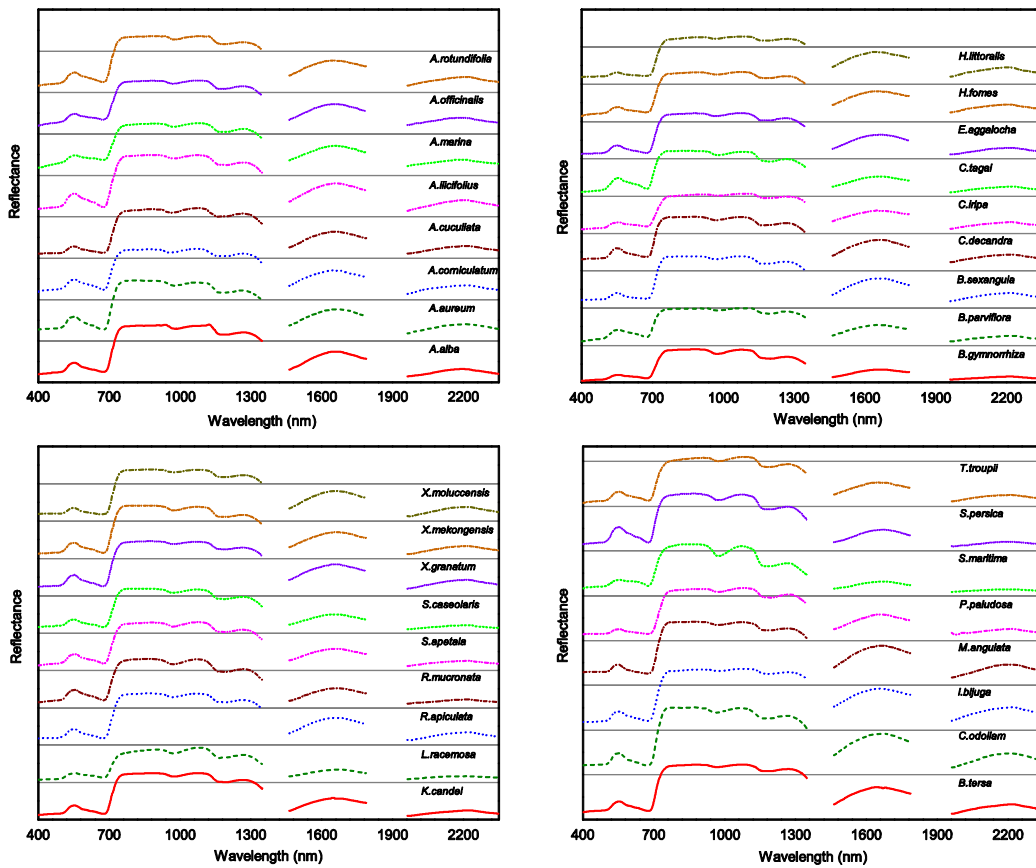 Reflectance
A.rotundifolia
A.officinalis
A.marina
A.ilicifolius
A.cucullata
A.corniculatum
A.aureum
A.alba
400 700 1000 1300 1600 1900 2200
Wavelength (nm)
Reflectance
H.littoralis
H.fomes
E.aggalocha
C.tagal
C.iripa
C.decandra
B.sexangula
B.parviflora
B.gymnorrhiza
400 700 1000 1300 1600 1900 2200
Wavelength (nm)
Reflectance
X.moluccensis
X.mekongensis
X.granatum
S.caseolaris
S.apetala
R.mucronata
R.apiculata
L.racemosa
K.candel
400 700 1000 1300 1600 1900 2200
Wavelength (nm)
Reflectance
T.troupii
S.persica
S.maritima
P.paludosa
M.angulata
I.bijuga
C.odollam
B.tersa
400 700 1000 1300 1600 1900 2200
Wavelength (nm)